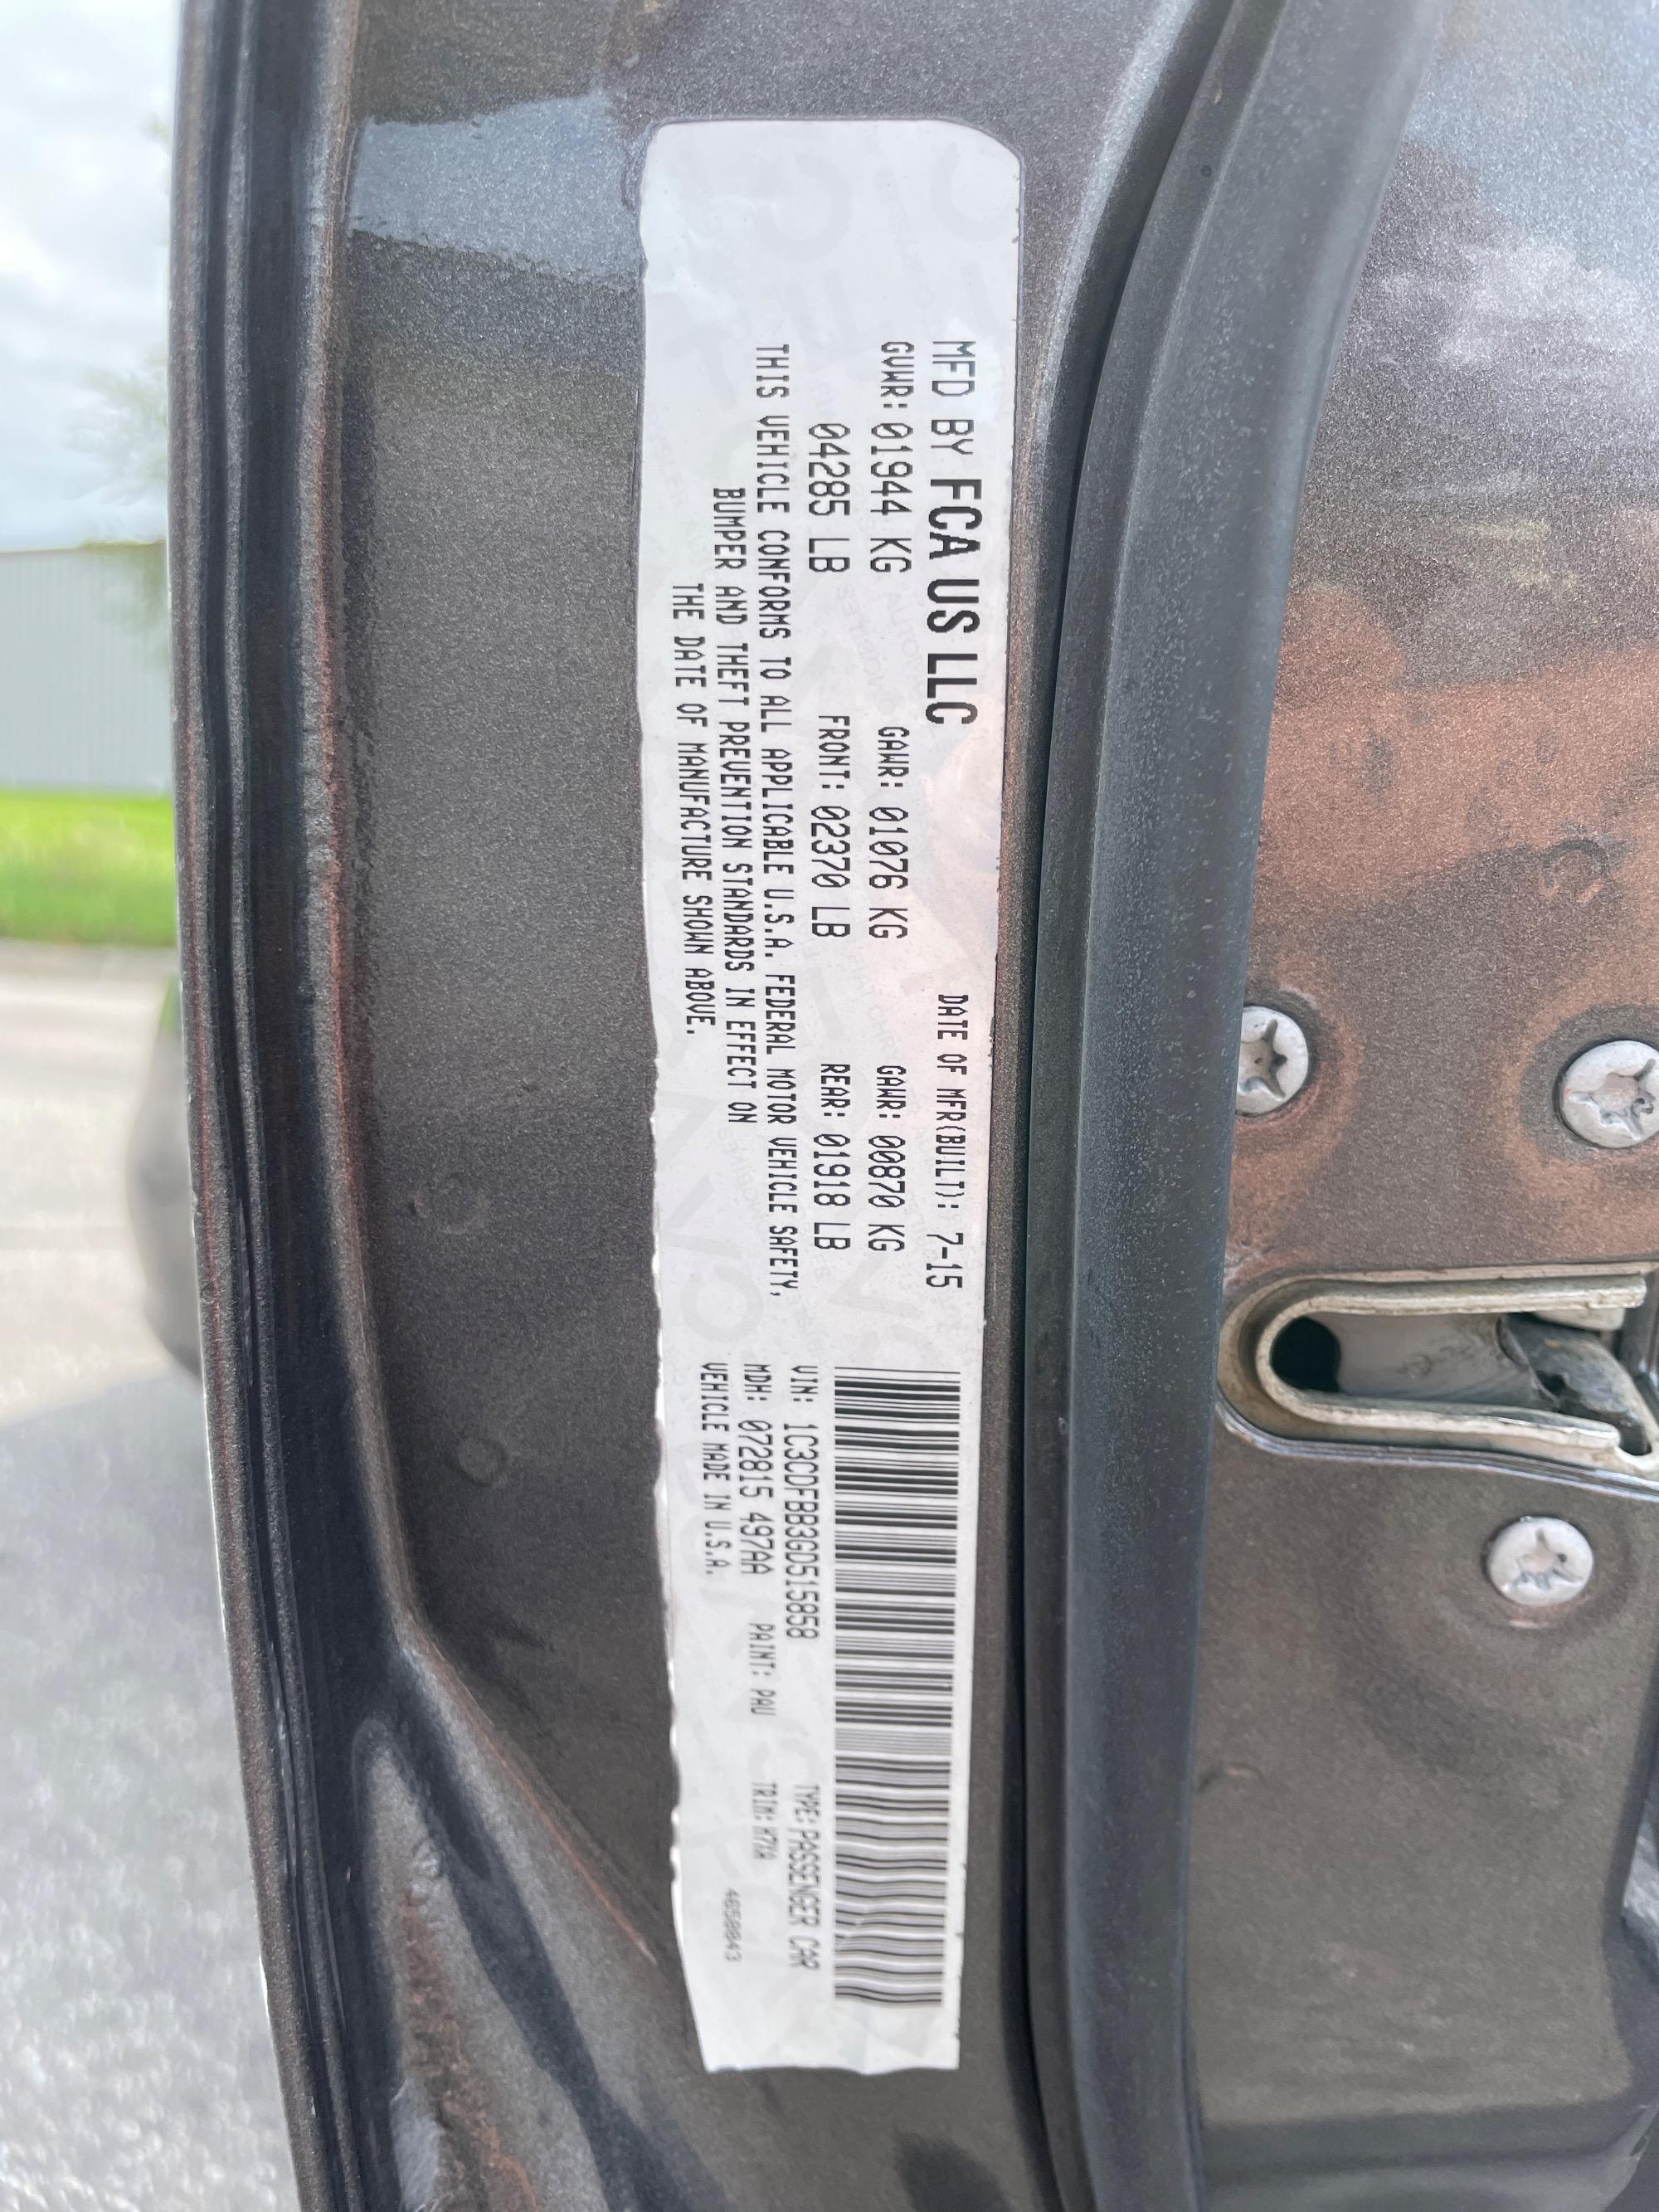 MFD BY FCA US LLC DATE OF MFR(BUILT): 7-15
GVWR: 01944 KG GAWR: 01076 KG GAWR: 00870 KG
04285 LB FRONT: 02370 LB REAR: 01918 LB
THIS VEHICLE CONFORMS TO ALL APPLICABLE U.S.A. FEDERAL MOTOR VEHICLE SAFETY,
BUMPER AND THEFT PREVENTION STANDARDS IN EFFECT ON
THE DATE OF MANUFACTURE SHOWN ABOVE.
VIN: 1C3CDFBB3GD515858 TYPE: PASSENGER CAR
MDH: 072815 497AA PAINT: PAU TRIM:
VEHICLE MADE IN U.S.A. 4650043